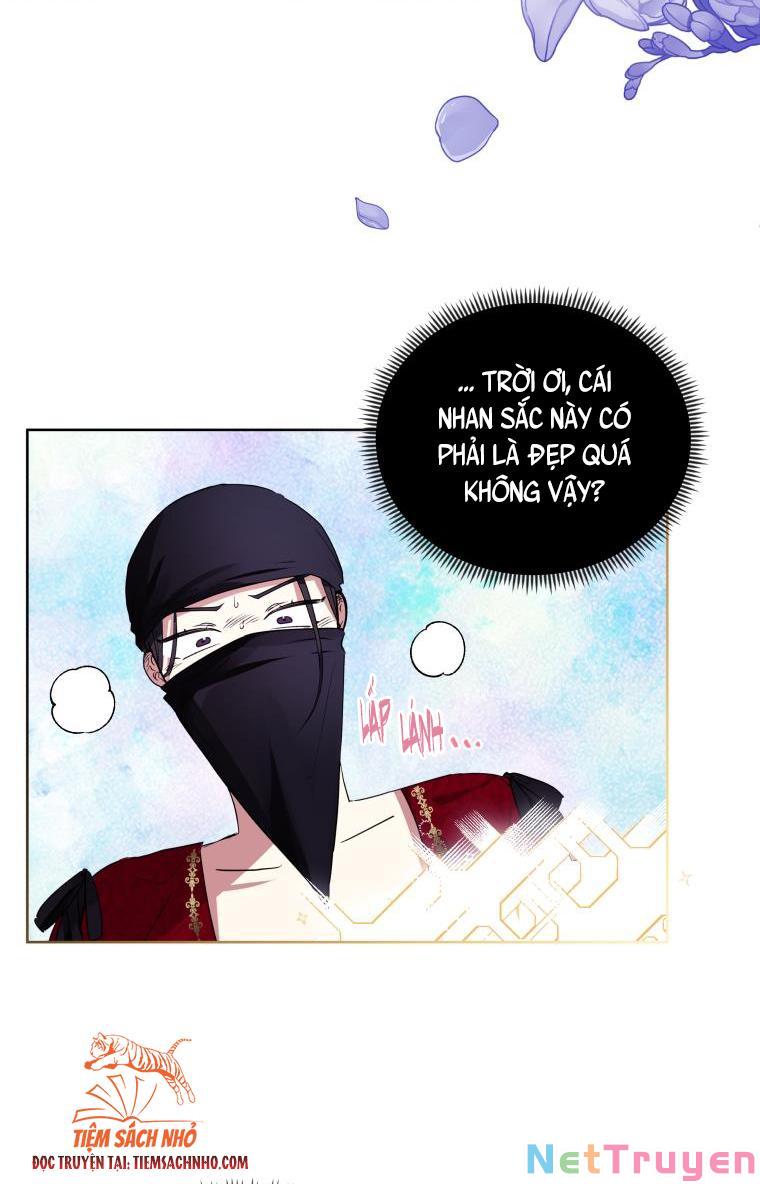 ... TRỜI ƠI, CÁI
NHAN SẮC NÀY CÓ
PHẢI LÀ ĐẸP QUÁ
KHÔNG VẬY?
LẤP LÁNH...
TIỆM SÁCH NHỎ
ĐỌC TRUYỆN TẠI: TIEMSACHNHO.COM
NetTruyen